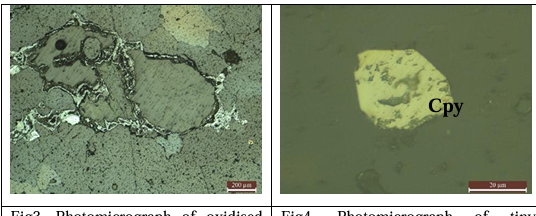 200 µm
Cpy
20 µm
Fig3. Photomicrograph of oxidised
Fig4. Photomicrograph of tiny